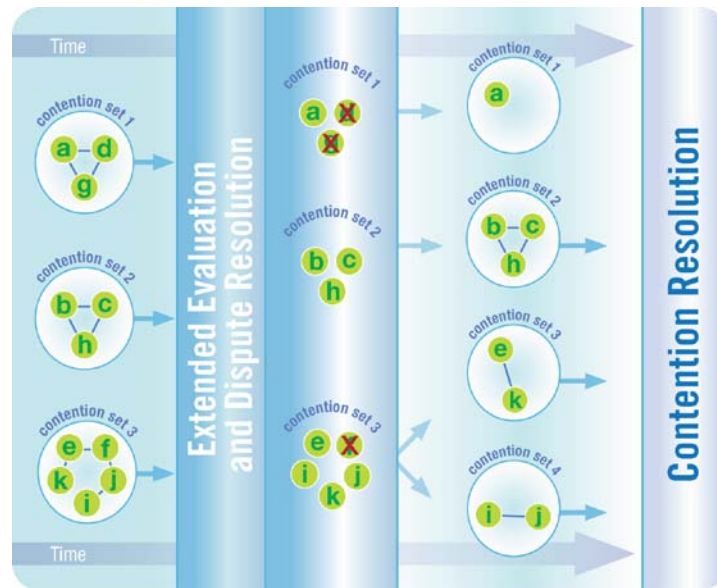 Time
contention set 1
a d
g
contention set 2
b c
h
contention set 3
e f
k j
i
Time
Extended Evaluation
and Dispute Resolution
contention set 1
a
contention set 2
b c
h
contention set 3
e X
i j
k
contention set 1
a
contention set 2
b c
h
contention set 3
e
k
contention set 4
i j
Contention Resolution